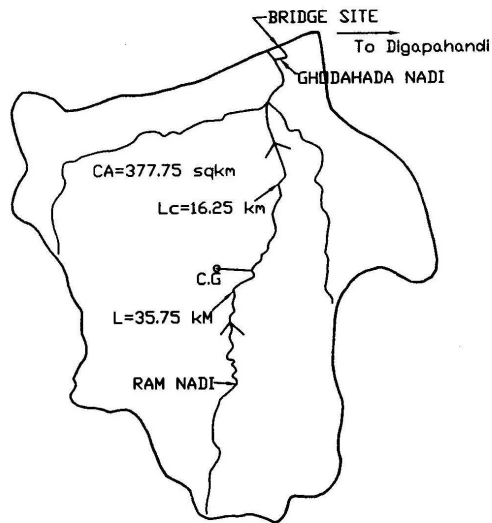 BRIDGE SITE
To Digapahandi
GHODAHADA NADI
CA=377.75 sqkm
Lc=16.25 km
C.G
L=35.75 kM
RAM NADI